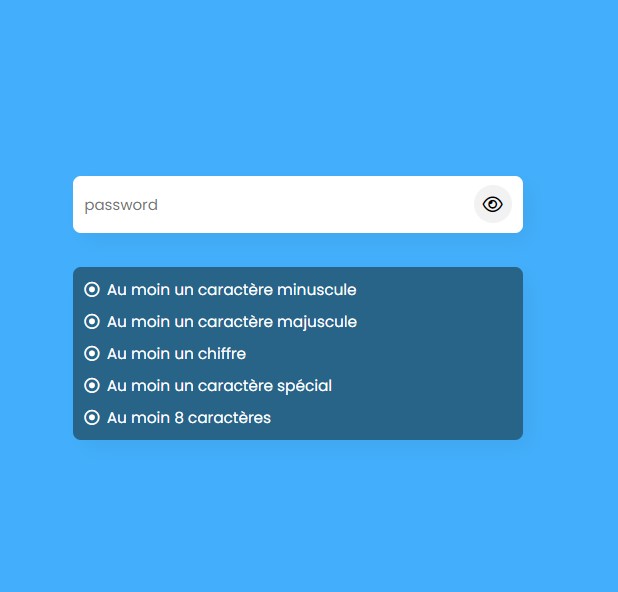 password
Au moin un caractère minuscule
Au moin un caractère majuscule
Au moin un chiffre
Au moin un caractère spécial
Au moin 8 caractères